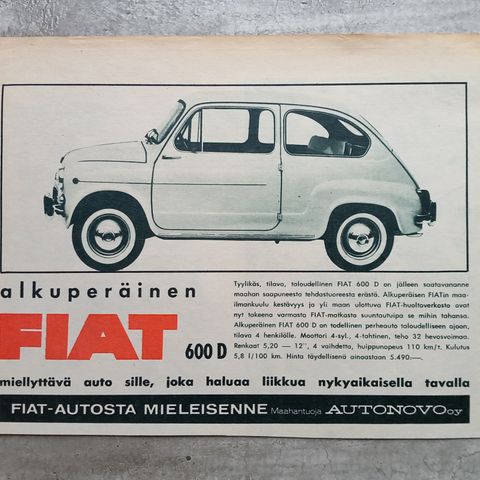 alkuperäinen
FIAT 600 D
Tyylikäs, tilava, taloudellinen FIAT 600 D on jälleen saatavananne
maahan saapuneesta tehdostuoreesta erästä. Alkuperäisen FIATin maa-
ilmankuulu kestävyys ja yli maan ulottuva FIAT-huoltoverkosto ovat
nyt takeena varmasta FIAT-matkasta suuntautuipa se mihin tahansa.
Alkuperäinen FIAT 600 D on todellinen perheauto taloudelliseen ajoon,
tilava 4 henkilölle. Moottori 4-syl., 4-tahtinen, teho 32 hevosvoimaa.
Renkaat 5,20 — 12", 4 vaihdetta, huippunopeus 110 km/t. Kulutus
5,8 l/100 km. Hinta täydellisenä ainoastaan 5.490.—.
miellyttävä auto sille, joka haluaa liikkua nykyaikaisella tavalla
FIAT-AUTOSTA MIELEISENNE Maahantuoja AUTONOVO oy